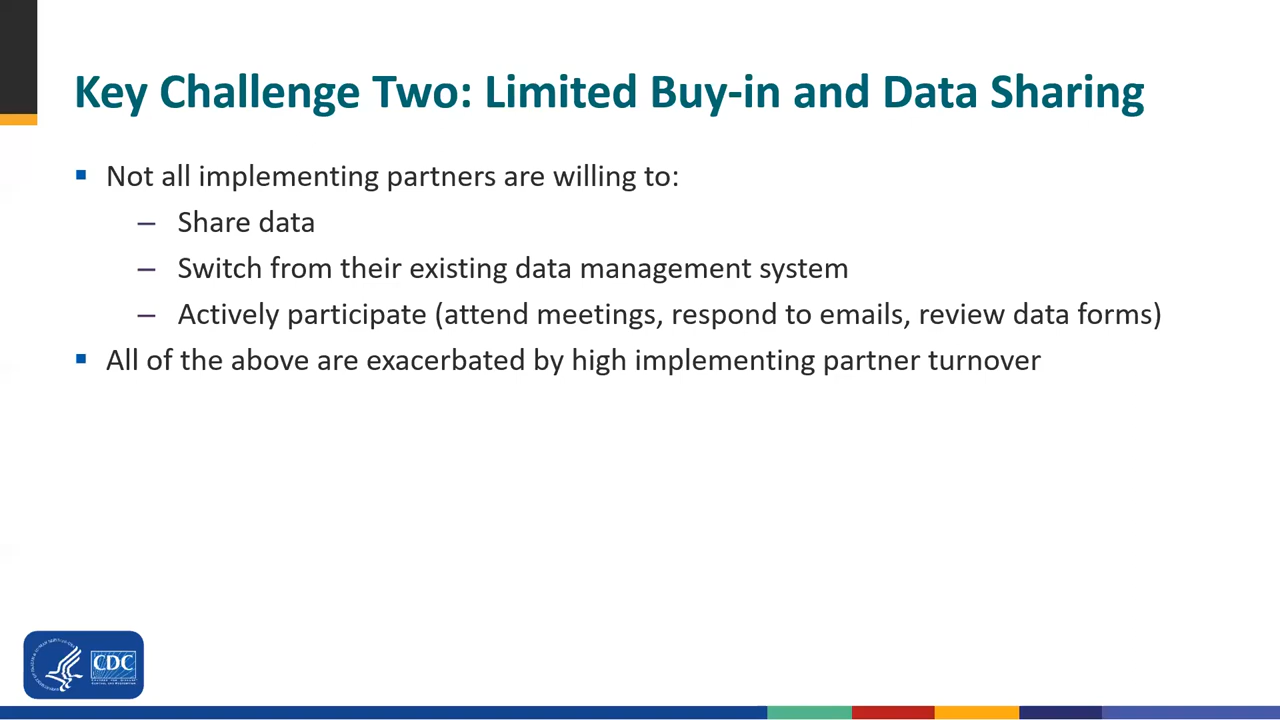 Key Challenge Two: Limited Buy-in and Data Sharing
▪ Not all implementing partners are willing to:
– Share data
– Switch from their existing data management system
– Actively participate (attend meetings, respond to emails, review data forms)
▪ All of the above are exacerbated by high implementing partner turnover
CDC